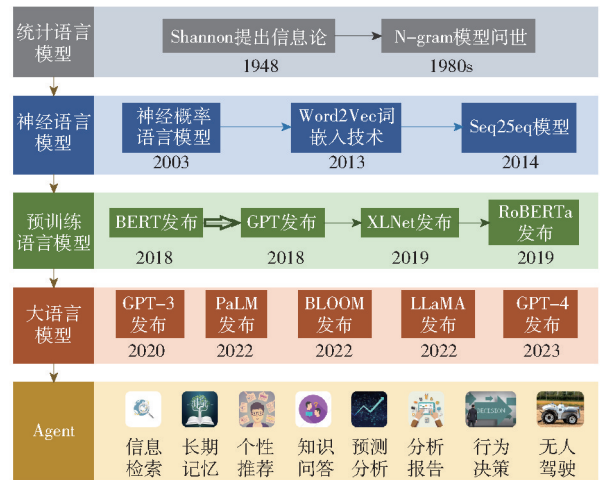 统计语言
模型
Shannon提出信息论
N-gram模型问世
1948
1980s
神经语言
模型
神经概率
语言模型
Word2Vec词
嵌入技术
Seq25eq模型
2003
2013
2014
预训练
语言模型
BERT发布
GPT发布
XLNet发布
RoBERTa
发布
2018
2018
2019
2019
大语言
模型
GPT-3
发布
PaLM
发布
BLOOM
发布
LLaMA
发布
GPT-4
发布
2020
2022
2022
2022
2023
Agent
DECISION
信息
检索
长期
记忆
个性
推荐
知识
问答
预测
分析
分析
报告
行为
决策
无人
驾驶